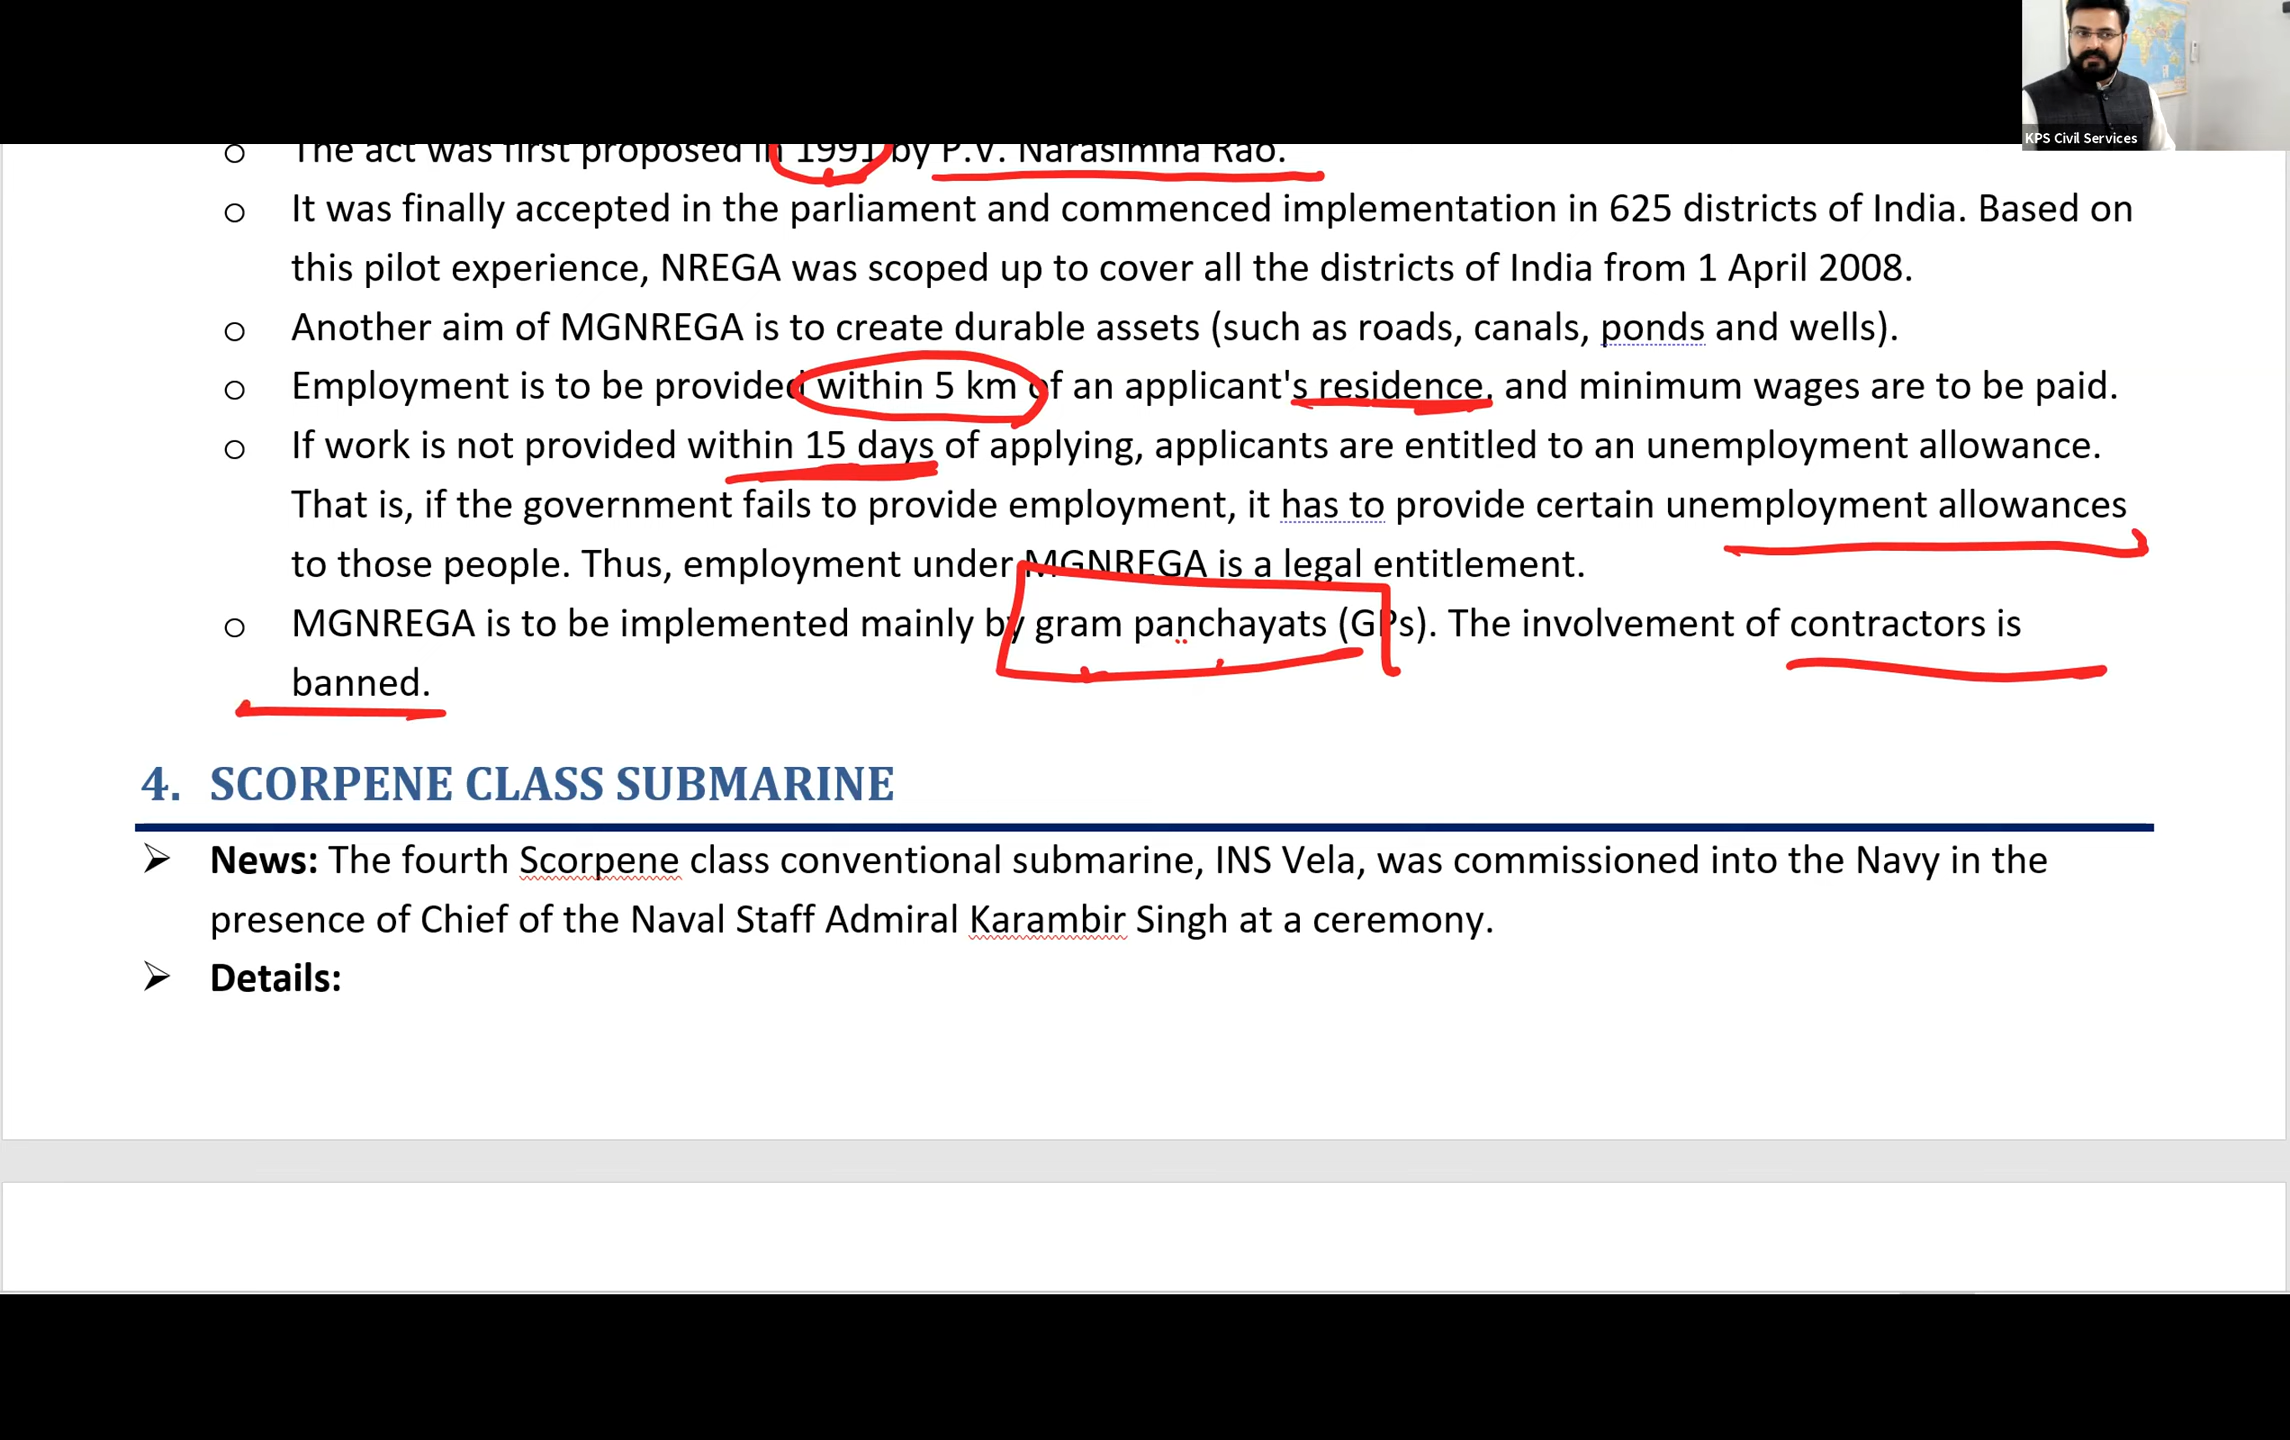 KPS Civil Services
o The act was first proposed in 1991 by P.V. Narasimha Rao.
o It was finally accepted in the parliament and commenced implementation in 625 districts of India. Based on
this pilot experience, NREGA was scoped up to cover all the districts of India from 1 April 2008.
o Another aim of MGNREGA is to create durable assets (such as roads, canals, ponds and wells).
o Employment is to be provided within 5 km of an applicant's residence, and minimum wages are to be paid.
o If work is not provided within 15 days of applying, applicants are entitled to an unemployment allowance.
That is, if the government fails to provide employment, it has to provide certain unemployment allowances
to those people. Thus, employment under MGNREGA is a legal entitlement.
o MGNREGA is to be implemented mainly by gram panchayats (GPs). The involvement of contractors is
banned.
4. SCORPENE CLASS SUBMARINE
➢ News: The fourth Scorpene class conventional submarine, INS Vela, was commissioned into the Navy in the
presence of Chief of the Naval Staff Admiral Karambir Singh at a ceremony.
➢ Details: